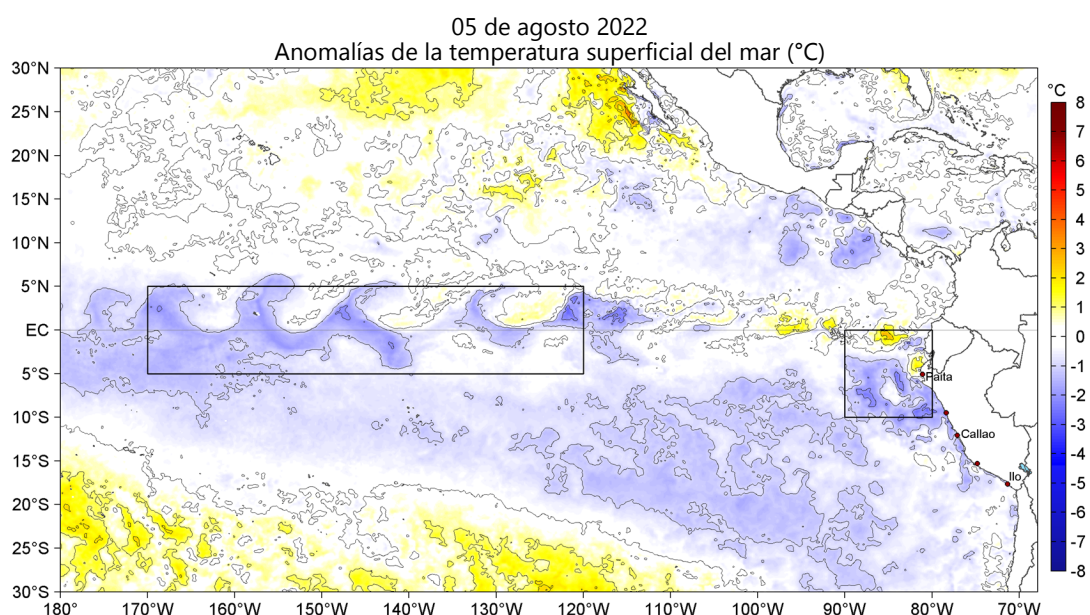 05 de agosto 2022
Anomalías de la temperatura superficial del mar (°C)
30°N
25°N
20°N
15°N
10°N
5°N
EC
5°S
10°S
15°S
20°S
25°S
30°S
180
170°W
160°W
150°W
140°W
130°W
120°W
110°W
100°W
90°W
80°W
70°W
Paita
Callao
Ilo
°C
8
7
6
5
4
3
2
1
0
-1
-2
-3
-4
-5
-6
-7
-8